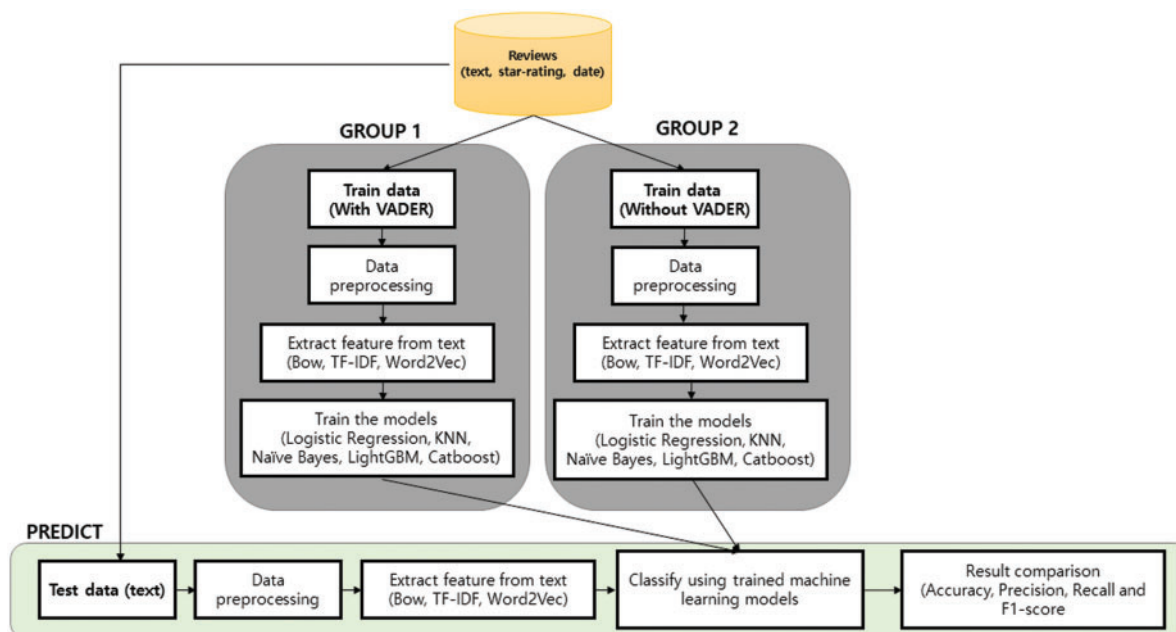 Reviews
(text, star-rating, date)
GROUP 1
GROUP 2
Train data
(With VADER)
Data
preprocessing
Extract feature from text
(Bow, TF-IDF, Word2Vec)
Train the models
(Logistic Regression, KNN,
Naïve Bayes, LightGBM, Catboost)
Train data
(Without VADER)
Data
preprocessing
Extract feature from text
(Bow, TF-IDF, Word2Vec)
Train the models
(Logistic Regression, KNN,
Naïve Bayes, LightGBM, Catboost)
PREDICT
Test data (text)
Data
preprocessing
Extract feature from text
(Bow, TF-IDF, Word2Vec)
Classify using trained machine
learning models
Result comparison
(Accuracy, Precision, Recall and
F1-score